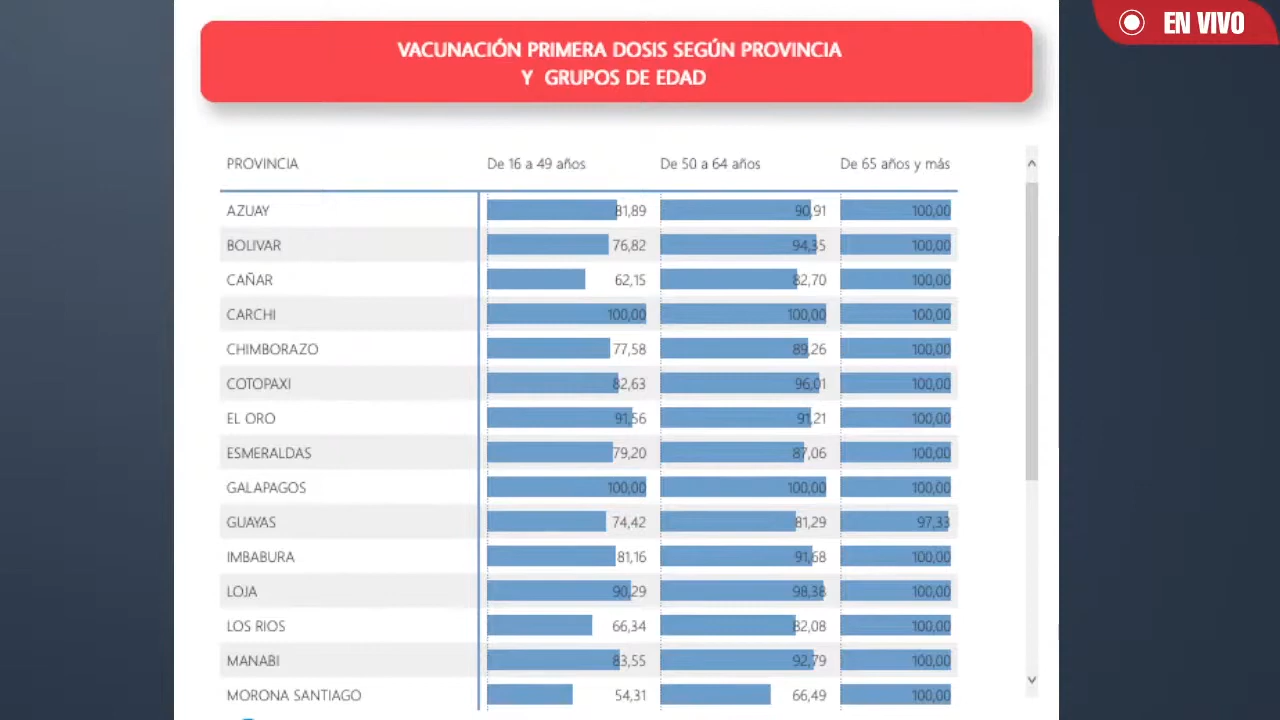 EN VIVO
VACUNACIÓN PRIMERA DOSIS SEGÚN PROVINCIA
Y GRUPOS DE EDAD
PROVINCIA De 16 a 49 años De 50 a 64 años De 65 años y más
AZUAY 81,89 90,91 100,00
BOLIVAR 76,82 94,35 100,00
CAÑAR 62,15 82,70 100,00
CARCHI 100,00 100,00 100,00
CHIMBORAZO 77,58 89,26 100,00
COTOPAXI 82,63 96,01 100,00
EL ORO 91,56 91,21 100,00
ESMERALDAS 79,20 87,06 100,00
GALAPAGOS 100,00 100,00 100,00
GUAYAS 74,42 81,29 97,33
IMBABURA 81,16 91,68 100,00
LOJA 90,29 98,38 100,00
LOS RIOS 66,34 82,08 100,00
MANABI 83,55 92,79 100,00
MORONA SANTIAGO 54,31 66,49 100,00